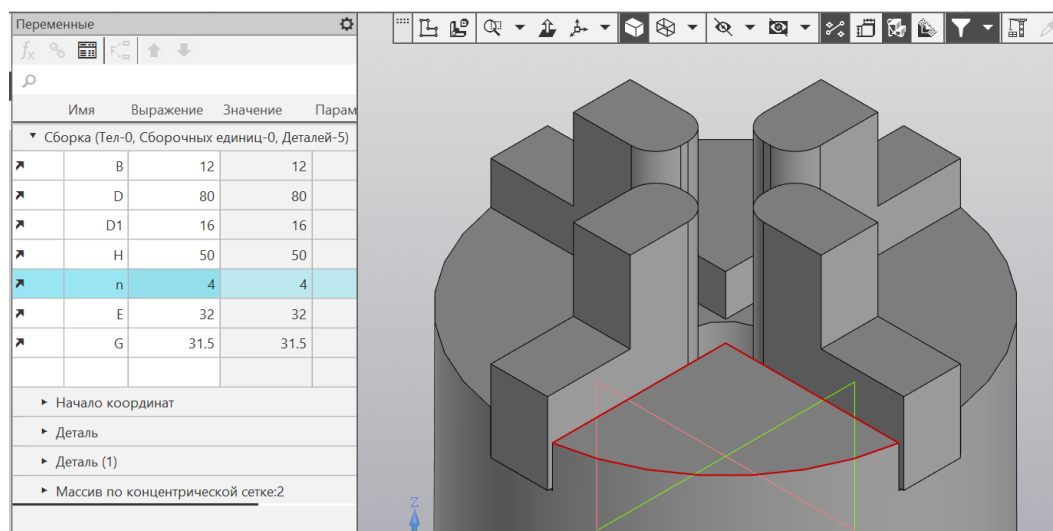 Переменные
Имя Выражение Значение Парам
Сборка (Тел-0, Сборочных единиц-0, Деталей-5)
B 12 12
D 80 80
D1 16 16
H 50 50
n 4 4
E 32 32
G 31.5 31.5
Начало координат
Деталь
Деталь (1)
Массив по концентрической сетке:2
Z